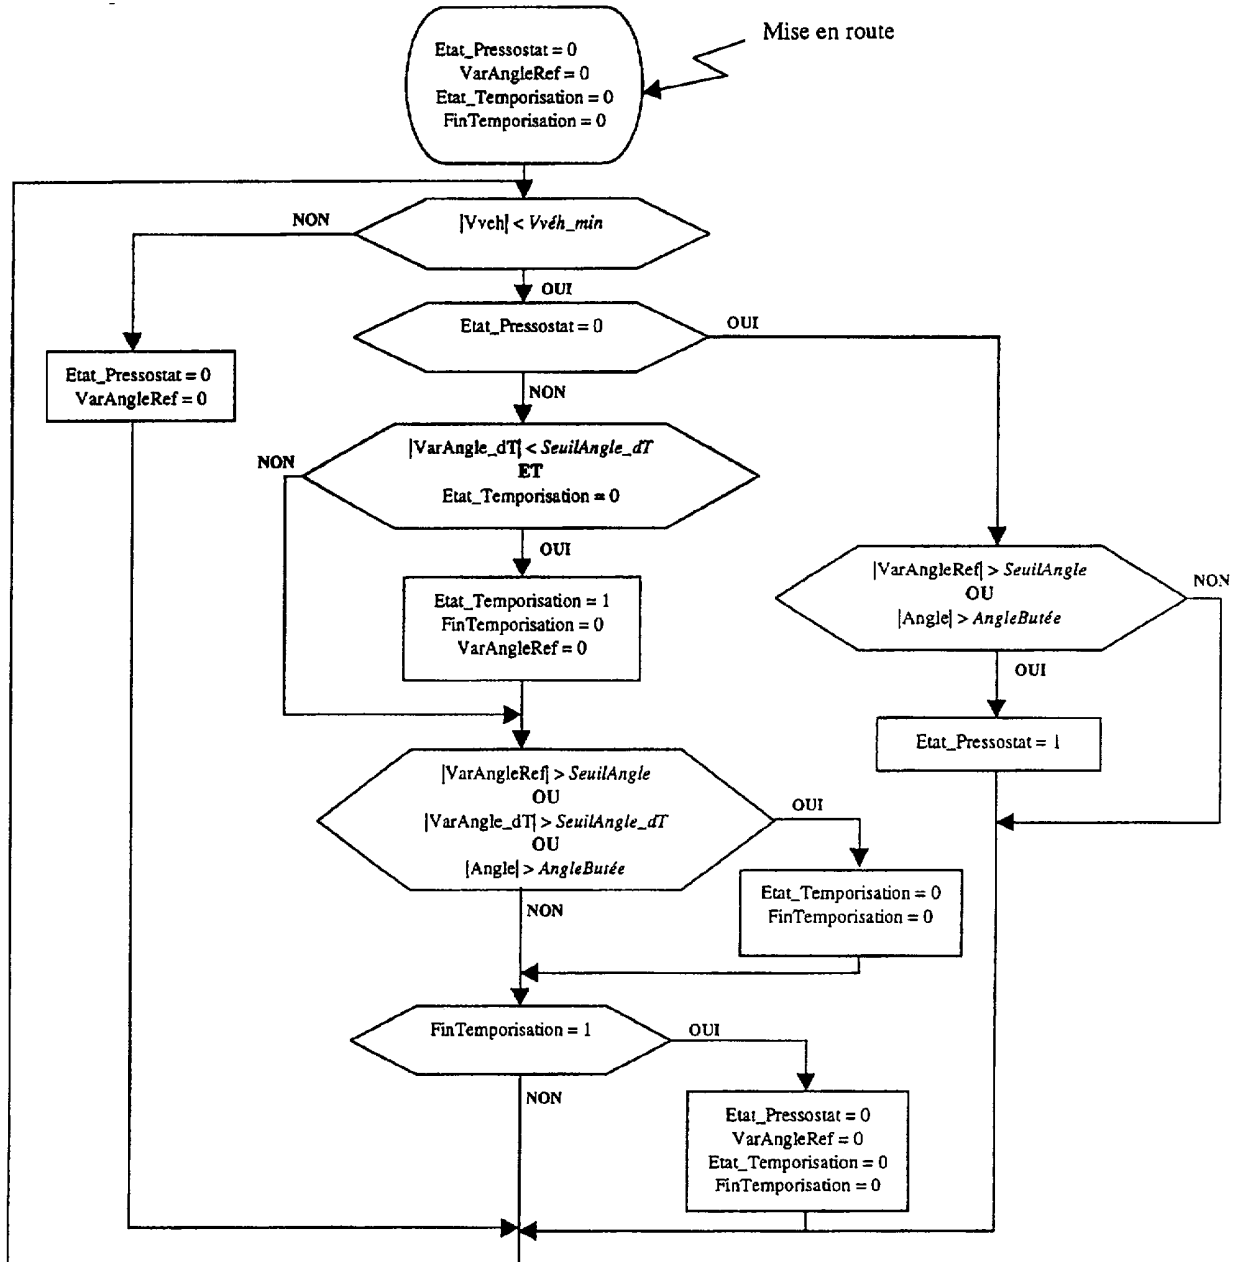 Mise en route
Etat_Pressostat = 0
VarAngleRef = 0
Etat_Temporisation = 0
FinTemporisation = 0
|Vveh| < Vvéh_min
NON
OUI
Etat_Pressostat = 0
OUI
NON
Etat_Pressostat = 0
VarAngleRef = 0
|VarAngle_dT| < SeuilAngle_dT
ET
Etat_Temporisation = 0
NON
OUI
|VarAngleRef| > SeuilAngle
OU
|Angle| > AngleButée
NON
OUI
Etat_Temporisation = 1
FinTemporisation = 0
VarAngleRef = 0
Etat_Pressostat = 1
|VarAngleRef| > SeuilAngle
OU
|VarAngle_dT| > SeuilAngle_dT
OU
|Angle| > AngleButée
OUI
NON
Etat_Temporisation = 0
FinTemporisation = 0
FinTemporisation = 1
OUI
NON
Etat_Pressostat = 0
VarAngleRef = 0
Etat_Temporisation = 0
FinTemporisation = 0